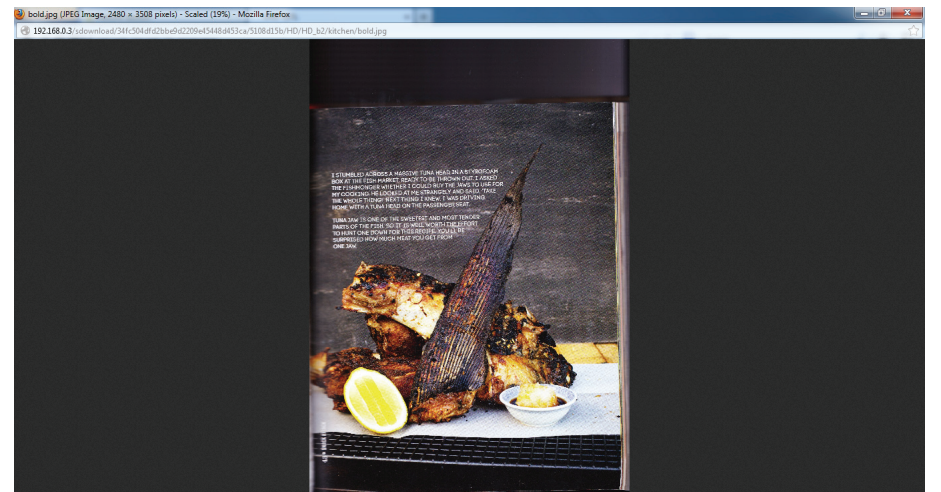 bold.jpg (JPEG Image, 2480 × 3508 pixels) - Scaled (19%) - Mozilla Firefox
192.168.0.3/sdownload/34fc504dfd2bbe9d2209e45448d453ca/5108d15b/HD/HD_b2/kitchen/bold.jpg
I STUMBLED ACROSS A MASSIVE TUNA HEAD IN A STYROFOAM
BOX AT THE FISH MARKET, READY TO BE THROWN OUT. I ASKED
THE FISHMONGER WHETHER I COULD BUY THE JAWS TO USE FOR
MY COOKING. HE LOOKED AT ME STRANGELY AND SAID, 'TAKE
THE WHOLE THING!' NEXT THING I KNEW, I WAS DRIVING
HOME WITH A TUNA HEAD ON THE PASSENGER SEAT.
TUNA JAW IS ONE OF THE SWEETEST AND MOST TENDER
PARTS OF THE FISH, SO IT IS WELL WORTH THE EFFORT
TO HUNT ONE DOWN FOR THIS RECIPE. YOU'LL BE
SURPRISED HOW MUCH MEAT YOU GET FROM
ONE JAW.